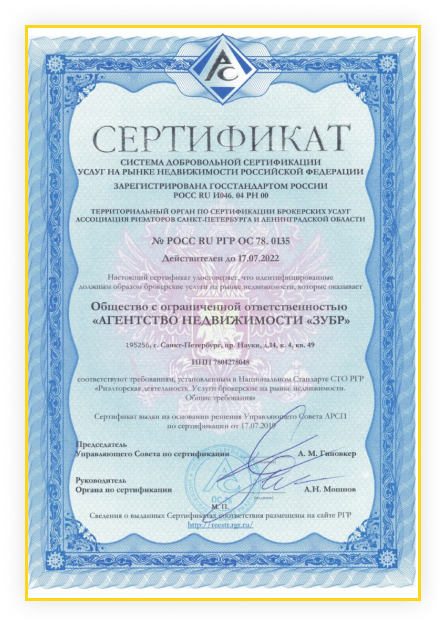 АС
СЕРТИФИКАТ
СИСТЕМА ДОБРОВОЛЬНОЙ СЕРТИФИКАЦИИ
УСЛУГ НА РЫНКЕ НЕДВИЖИМОСТИ РОССИЙСКОЙ ФЕДЕРАЦИИ
ЗАРЕГИСТРИРОВАНА ГОССТАНДАРТОМ РОССИИ
РОСС RU И046. 04 РН 00
ТЕРРИТОРИАЛЬНЫЙ ОРГАН ПО СЕРТИФИКАЦИИ БРОКЕРСКИХ УСЛУГ
АССОЦИАЦИЯ РИЭЛТОРОВ САНКТ-ПЕТЕРБУРГА И ЛЕНИНГРАДСКОЙ ОБЛАСТИ
№ РОСС RU РГР ОС 78. 0135
Действителен до 17.07.2022
Настоящий сертификат удостоверяет, что идентифицированные
должным образом брокерские услуги на рынке недвижимости, которые оказывает
Общество с ограниченной ответственностью
«АГЕНТСТВО НЕДВИЖИМОСТИ «ЗУБР»
195256, г. Санкт-Петербург, пр. Науки, д.14, к. 4, кв. 49
ИНН 7804278048
соответствуют требованиям, установленным в Национальном Стандарте СТО РГР
«Риэлторская деятельность. Услуги брокерские на рынке недвижимости.
Общие требования»
Сертификат выдан на основании решения Управляющего Совета АРСП
по сертификации от 17.07.2019
Председатель
Управляющего Совета по сертификации А. М. Гиновкер
Руководитель
Органа по сертификации А.Н. Мошнов
М. П.
Сведения о выданных Сертификатах соответствия размещены на сайте РГР
http://reestr.rgr.ru/